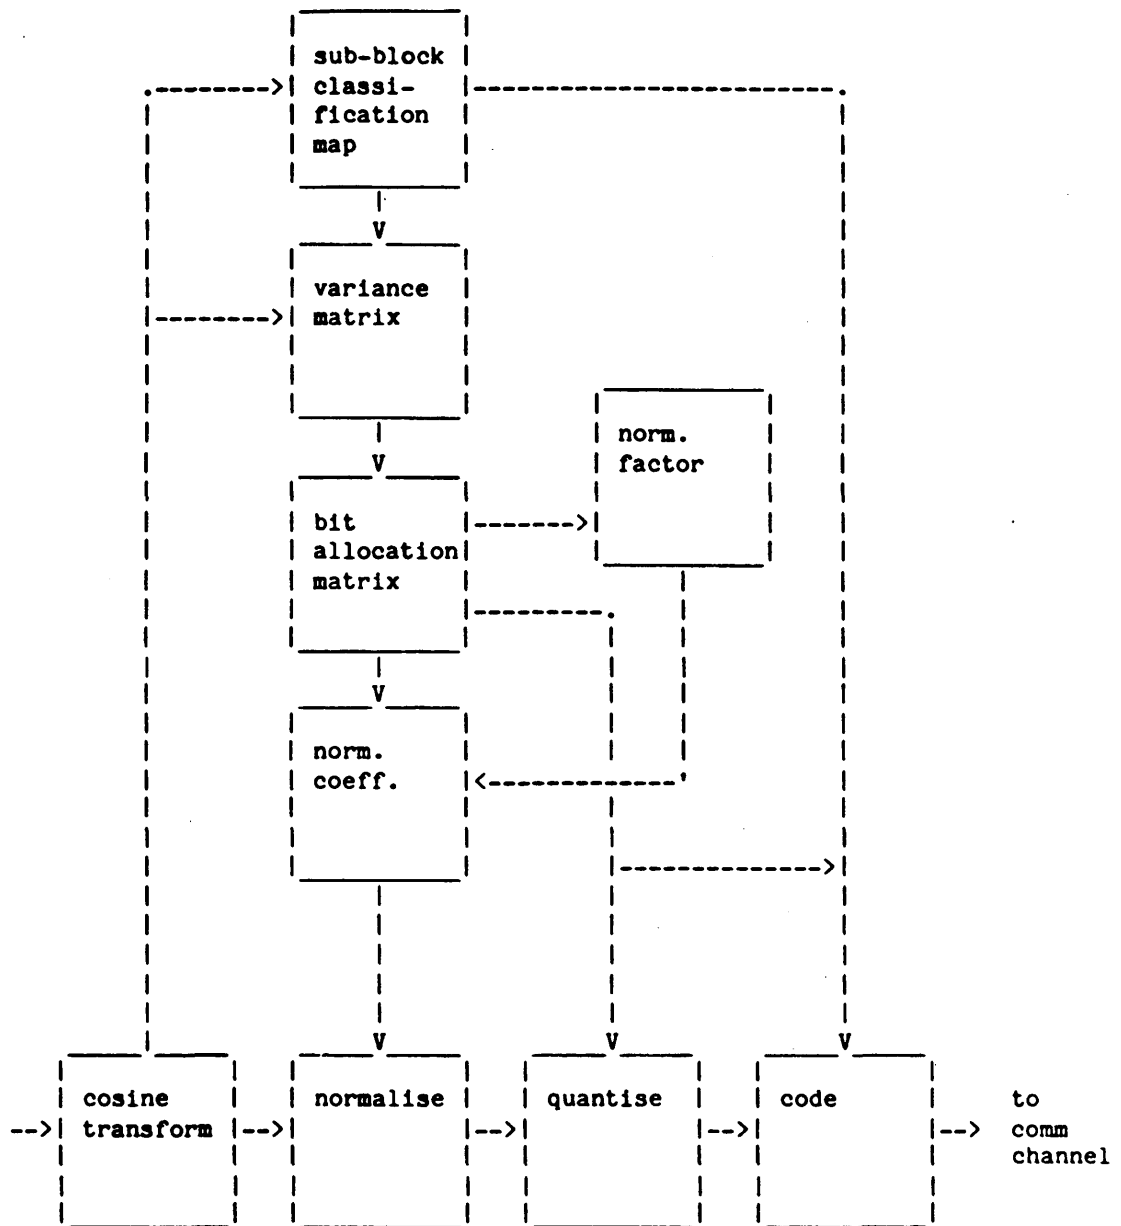 sub-block
classi-
fication
map
variance
matrix
norm.
factor
bit
allocation
matrix
norm.
coeff.
cosine
transform
normalise
quantise
code
to
comm
channel